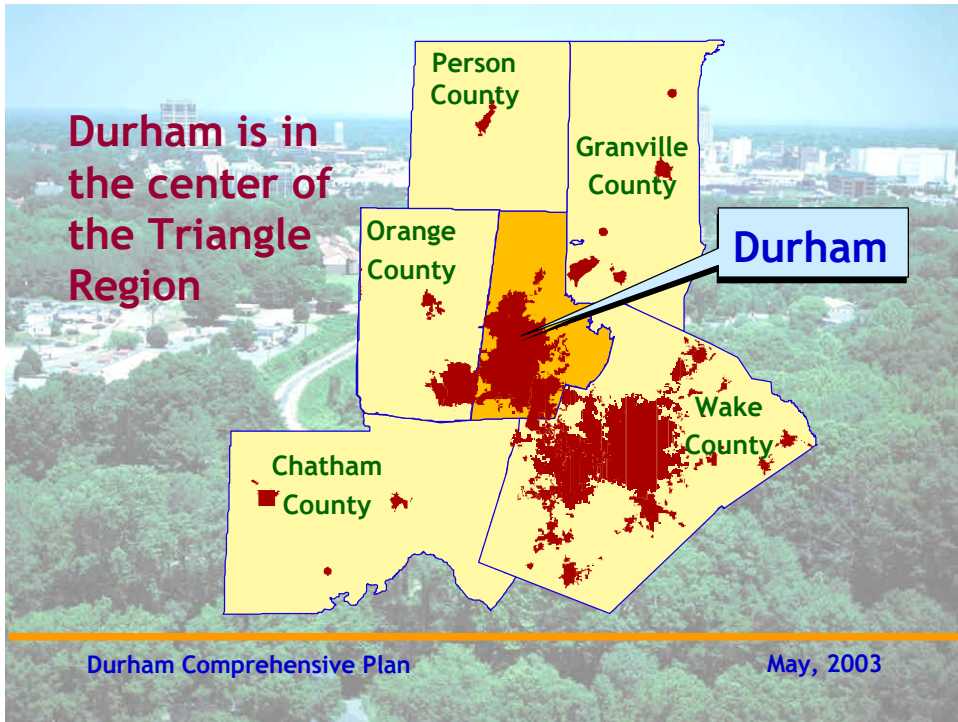 Durham is in
the center of
the Triangle
Region
Person
County
Granville
County
Orange
County
Durham
Wake
County
Chatham
County
Durham Comprehensive Plan
May, 2003